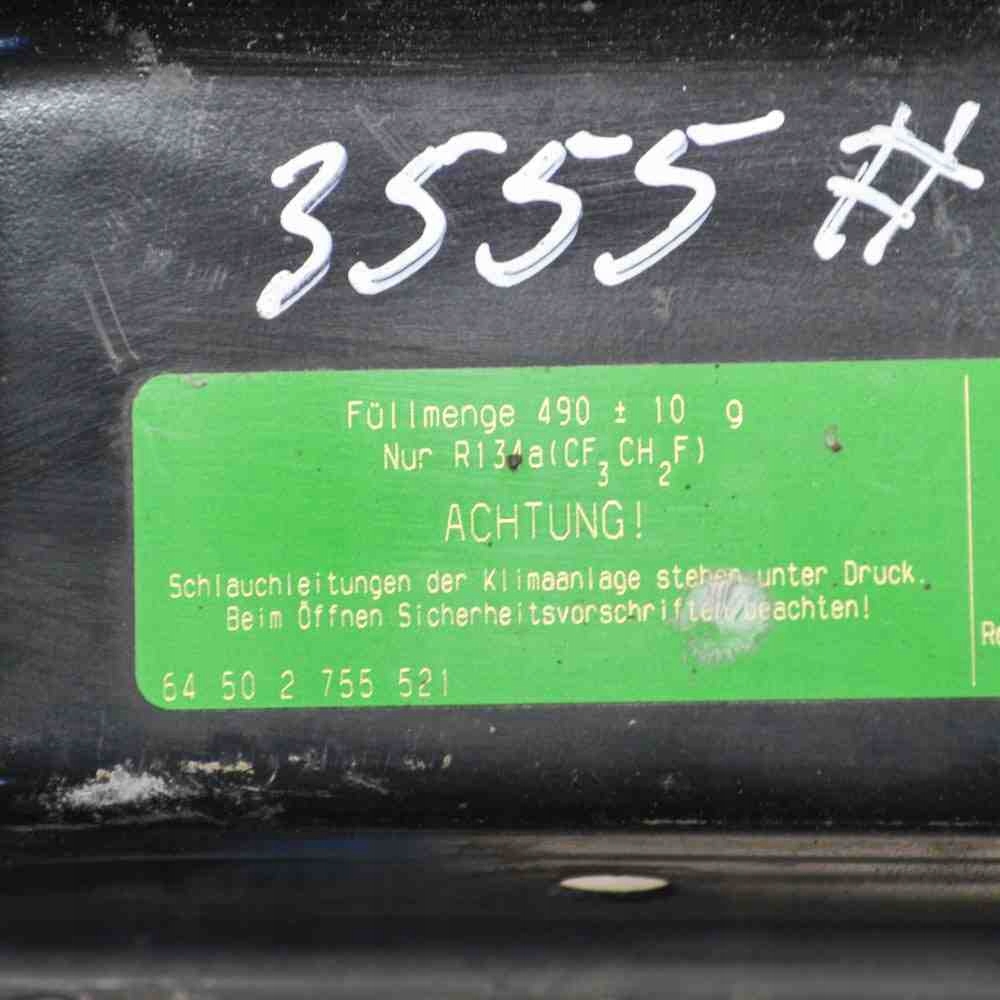 3555 #
Füllmenge 490 ± 10 g
Nur R134a(CF₃CH₂F)
ACHTUNG!
Schlauchleitungen der Klimaanlage stehen unter Druck.
Beim Öffnen Sicherheitsvorschriften beachten!
64 50 2 755 521